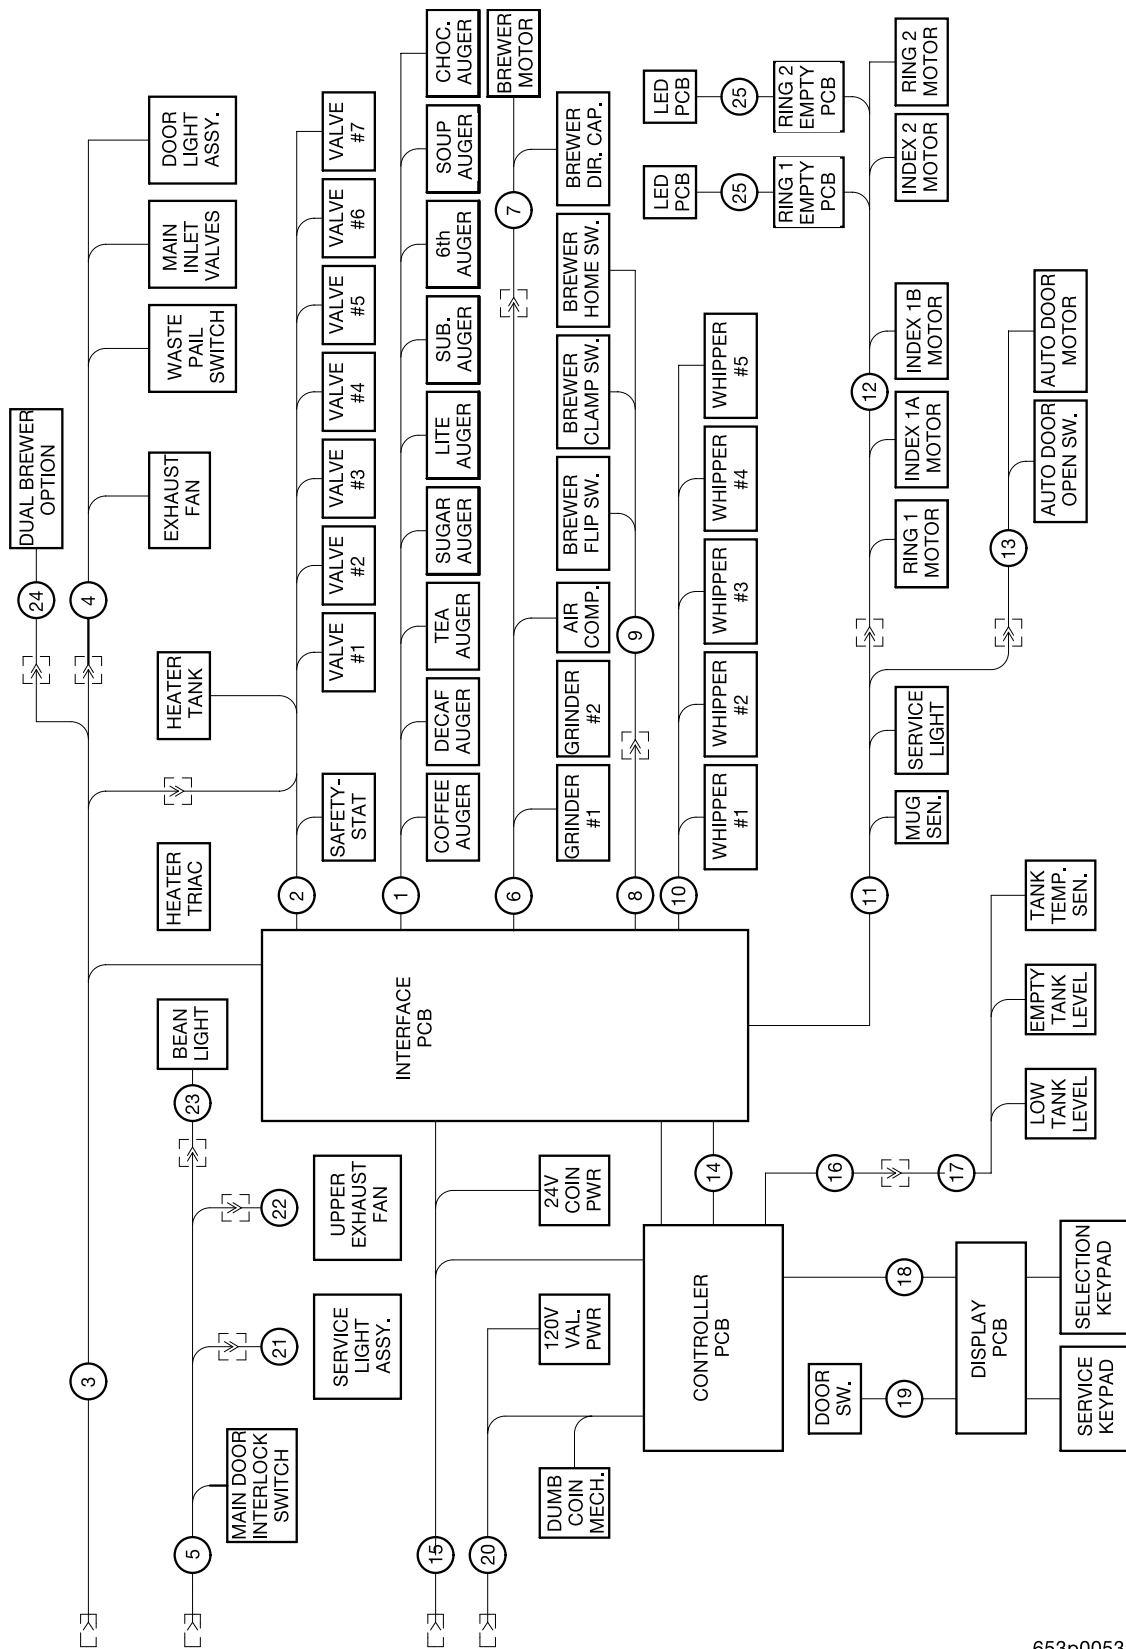 DUAL BREWER
OPTION
24
4
EXHAUST
FAN
WASTE
PAIL
SWITCH
MAIN
INLET
VALVES
DOOR
LIGHT
ASSY.
3
5
MAIN DOOR
INTERLOCK
SWITCH
21
SERVICE
LIGHT
ASSY.
22
UPPER
EXHAUST
FAN
23
BEAN
LIGHT
HEATER
TRIAC
HEATER
TANK
2
SAFETY-
STAT
VALVE
#1
VALVE
#2
VALVE
#3
VALVE
#4
VALVE
#5
VALVE
#6
VALVE
#7
1
COFFEE
AUGER
DECAF
AUGER
TEA
AUGER
SUGAR
AUGER
LITE
AUGER
SUB.
AUGER
6th
AUGER
SOUP
AUGER
CHOC.
AUGER
INTERFACE
PCB
6
GRINDER
#1
GRINDER
#2
AIR
COMP.
7
BREWER
MOTOR
BREWER
DIR. CAP.
8
9
BREWER
FLIP SW.
BREWER
CLAMP SW.
BREWER
HOME SW.
10
WHIPPER
#1
WHIPPER
#2
WHIPPER
#3
WHIPPER
#4
WHIPPER
#5
15
20
DUMB
COIN
MECH.
120V
VAL.
PWR
24V
COIN
PWR
CONTROLLER
PCB
14
11
MUG
SEN.
SERVICE
LIGHT
12
RING 1
MOTOR
INDEX 1A
MOTOR
INDEX 1B
MOTOR
INDEX 2
MOTOR
RING 2
MOTOR
LED
PCB
25
RING 1
EMPTY
PCB
LED
PCB
25
RING 2
EMPTY
PCB
13
AUTO DOOR
OPEN SW.
AUTO DOOR
MOTOR
16
17
LOW
TANK
LEVEL
EMPTY
TANK
LEVEL
TANK
TEMP.
SEN.
DOOR
SW.
19
18
DISPLAY
PCB
SERVICE
KEYPAD
SELECTION
KEYPAD
653p0053